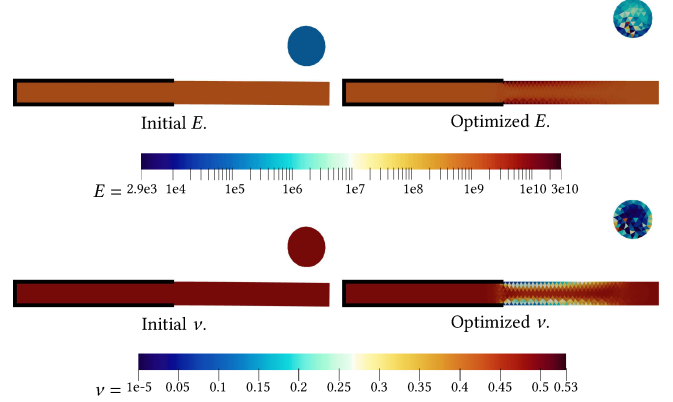 Initial E.
Optimized E.
E = 2.9e3 1e4 1e5 1e6 1e7 1e8 1e9 1e10 3e10
Initial ν.
Optimized ν.
ν = 1e-5 0.05 0.1 0.15 0.2 0.25 0.3 0.35 0.4 0.45 0.5 0.53